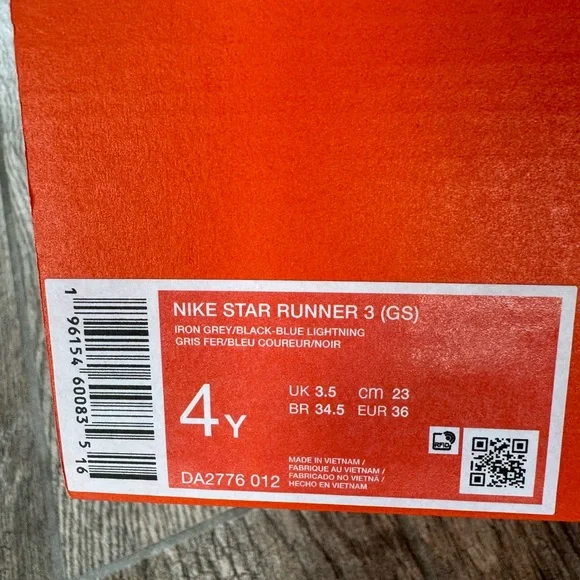 NIKE STAR RUNNER 3 (GS)
IRON GREY/BLACK-BLUE LIGHTNING
GRIS FER/BLEU COUREUR/NOIR
4Y
UK 3.5 cm 23
BR 34.5 EUR 36
DA2776 012
MADE IN VIETNAM /
FABRIQUE AU VIETNAM /
FABRICADO NO VIETNÃ /
HECHO EN VIETNAM
RFID
1 96154 60083 5 16